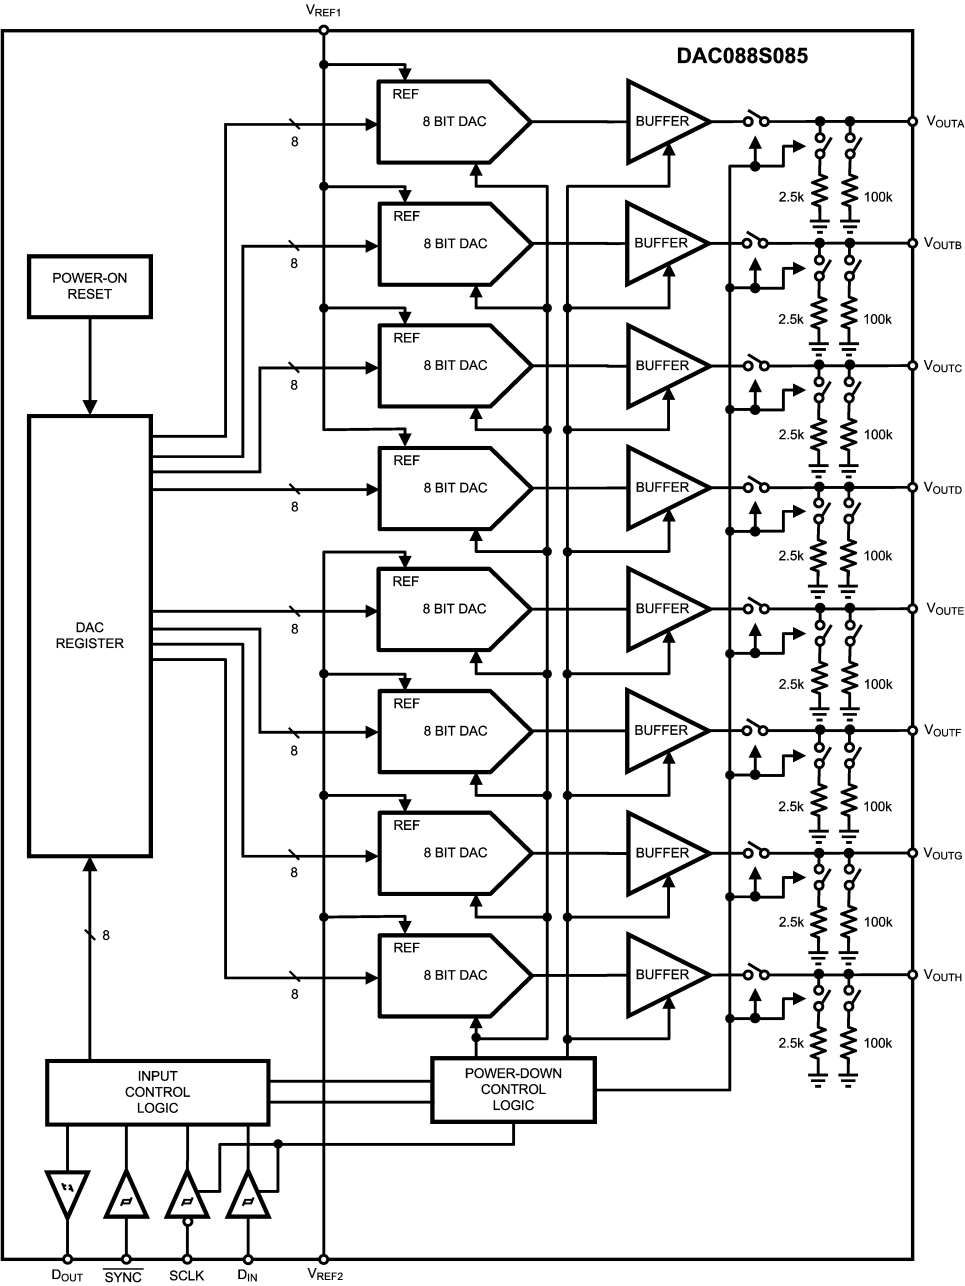 VREF1
DAC088S085
REF
8 BIT DAC
BUFFER
VOUTA
8
2.5k
100k
REF
8 BIT DAC
BUFFER
VOUTB
8
2.5k
100k
POWER-ON
RESET
REF
8 BIT DAC
BUFFER
VOUTC
8
2.5k
100k
REF
8 BIT DAC
BUFFER
VOUTD
8
2.5k
100k
DAC
REGISTER
REF
8 BIT DAC
BUFFER
VOUTE
8
2.5k
100k
REF
8 BIT DAC
BUFFER
VOUTF
8
2.5k
100k
REF
8 BIT DAC
BUFFER
VOUTG
8
2.5k
100k
8
REF
8 BIT DAC
BUFFER
VOUTH
8
2.5k
100k
INPUT
CONTROL
LOGIC
POWER-DOWN
CONTROL
LOGIC
DOUT
SYNC
SCLK
DIN
VREF2